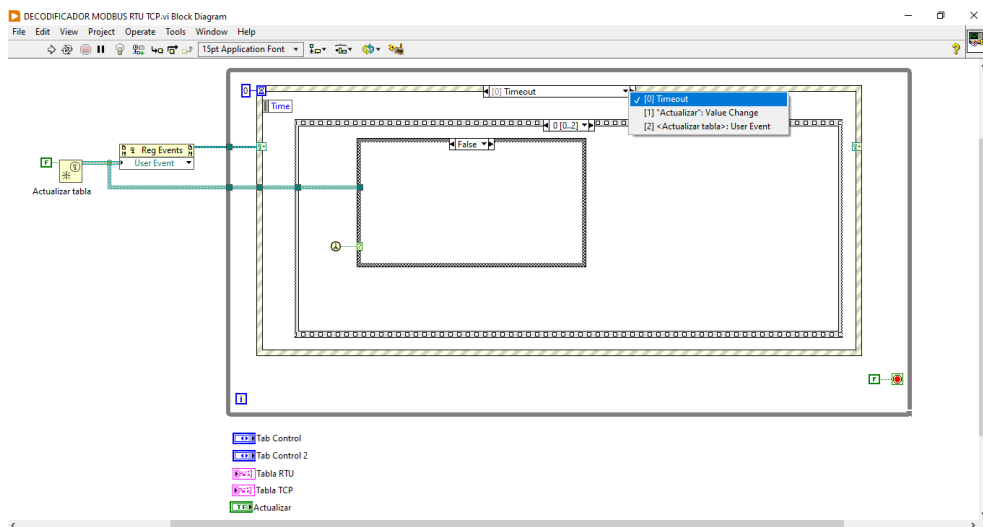 DECODIFICADOR MODBUS RTU TCP.vi Block Diagram
File Edit View Project Operate Tools Window Help
15pt Application Font
0
[0] Timeout
[0] Timeout
[1] "Actualizar": Value Change
[2] <Actualizar tabla>: User Event
Time
0 [0..2]
False
Reg Events
User Event
F
Actualizar tabla
?
F
i
Tab Control
Tab Control 2
Tabla RTU
Tabla TCP
TF Actualizar